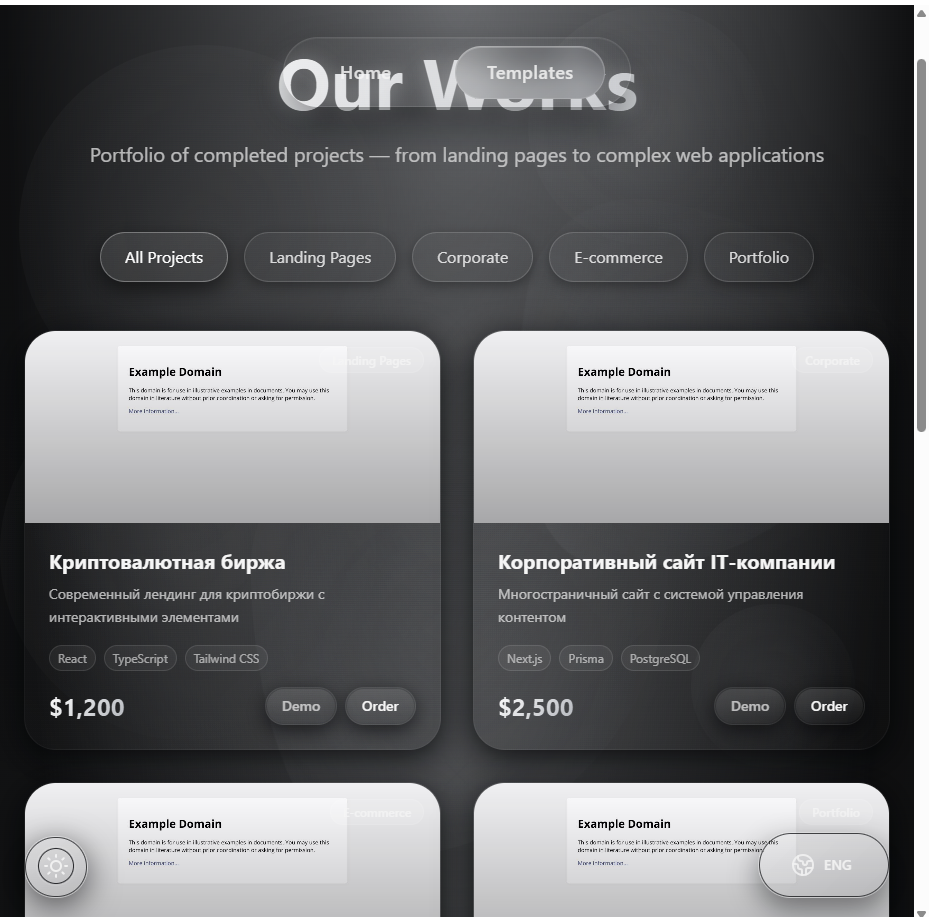 Home
Templates
Our Works
Portfolio of completed projects — from landing pages to complex web applications
All Projects
Landing Pages
Corporate
E-commerce
Portfolio
Landing Pages
Example Domain
This domain is for use in illustrative examples in documents. You may use this
domain in literature without prior coordination or asking for permission.
More information...
Криптовалютная биржа
Современный лендинг для криптобиржи с
интерактивными элементами
React
TypeScript
Tailwind CSS
$1,200
Demo
Order
Corporate
Example Domain
This domain is for use in illustrative examples in documents. You may use this
domain in literature without prior coordination or asking for permission.
More information...
Корпоративный сайт IT-компании
Многостраничный сайт с системой управления
контентом
Next.js
Prisma
PostgreSQL
$2,500
Demo
Order
E-commerce
Example Domain
This domain is for use in illustrative examples in documents. You may use this
domain in literature without prior coordination or asking for permission.
More information...
Portfolio
Example Domain
This domain is for use in illustrative examples in documents. You may use this
domain in literature without prior coordination or asking for permission.
More information...
ENG